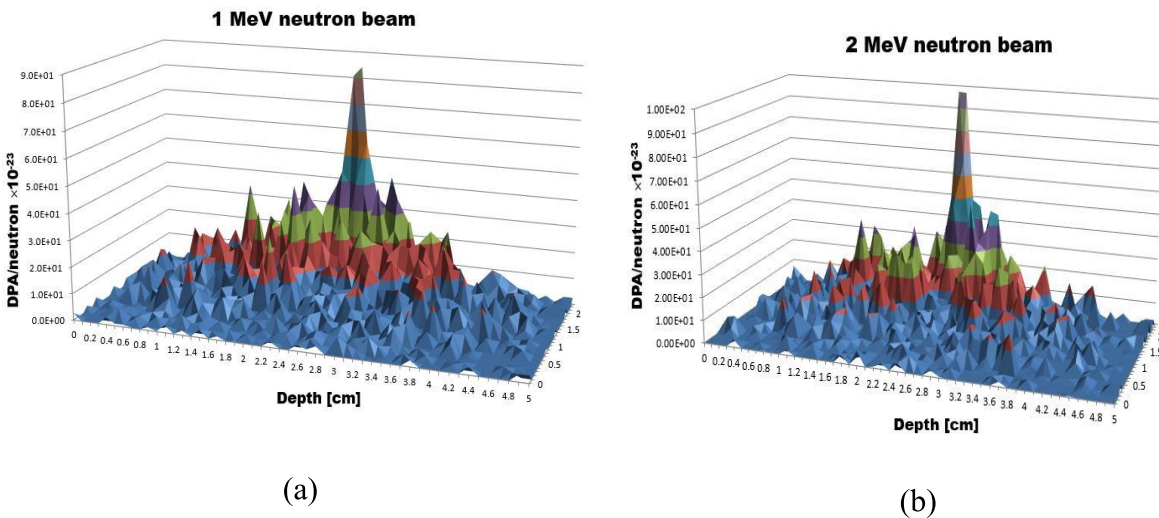 1 MeV neutron beam
9.0E+01
8.0E+01
7.0E+01
6.0E+01
5.0E+01
4.0E+01
3.0E+01
2.0E+01
1.0E+01
0.0E+00
DPA/neutron ×10⁻²³
0 0.2 0.4 0.6 0.8 1 1.2 1.4 1.6 1.8 2 2.2 2.4 2.6 2.8 3 3.2 3.4 3.6 3.8 4 4.2 4.4 4.6 4.8 5
2
1.5
1
0.5
0
Depth [cm]
(a)
2 MeV neutron beam
1.00E+02
9.00E+01
8.00E+01
7.00E+01
6.00E+01
5.00E+01
4.00E+01
3.00E+01
2.00E+01
1.00E+01
0.00E+00
DPA/neutron ×10⁻²³
0 0.2 0.4 0.6 0.8 1 1.2 1.4 1.6 1.8 2 2.2 2.4 2.6 2.8 3 3.2 3.4 3.6 3.8 4 4.2 4.4 4.6 4.8 5
1
0.5
0
Depth [cm]
(b)